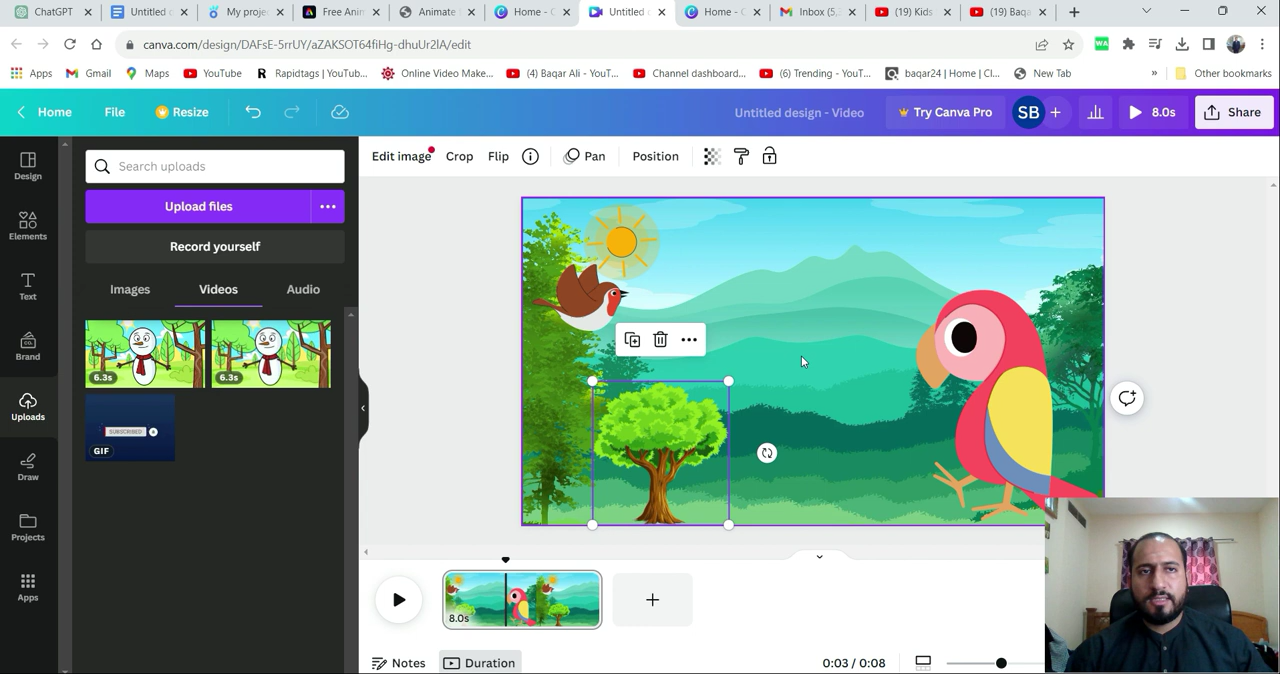 ChatGPT
Untitled d
My projec
Free Anim
Animate
Home - C
Untitled d
Home - C
Inbox (5,3
(19) Kids
(19) Baqa
canva.com/design/DAFsE-5rrUY/aZAKSOT64fiHg-dhuUr2lA/edit
Apps
Gmail
Maps
YouTube
Rapidtags | YouTub...
Online Video Make...
(4) Baqar Ali - YouT...
Channel dashboard...
(6) Trending - YouT...
baqar24 | Home | Cl...
New Tab
»
Other bookmarks
Home
File
Resize
Untitled design - Video
Try Canva Pro
SB
8.0s
Share
Edit image
Crop
Flip
Pan
Position
Design
Elements
Text
Brand
Uploads
Draw
Projects
Apps
Search uploads
Upload files
Record yourself
Images
Videos
Audio
6.3s
6.3s
SUBSCRIBED
GIF
8.0s
Notes
Duration
0:03 / 0:08